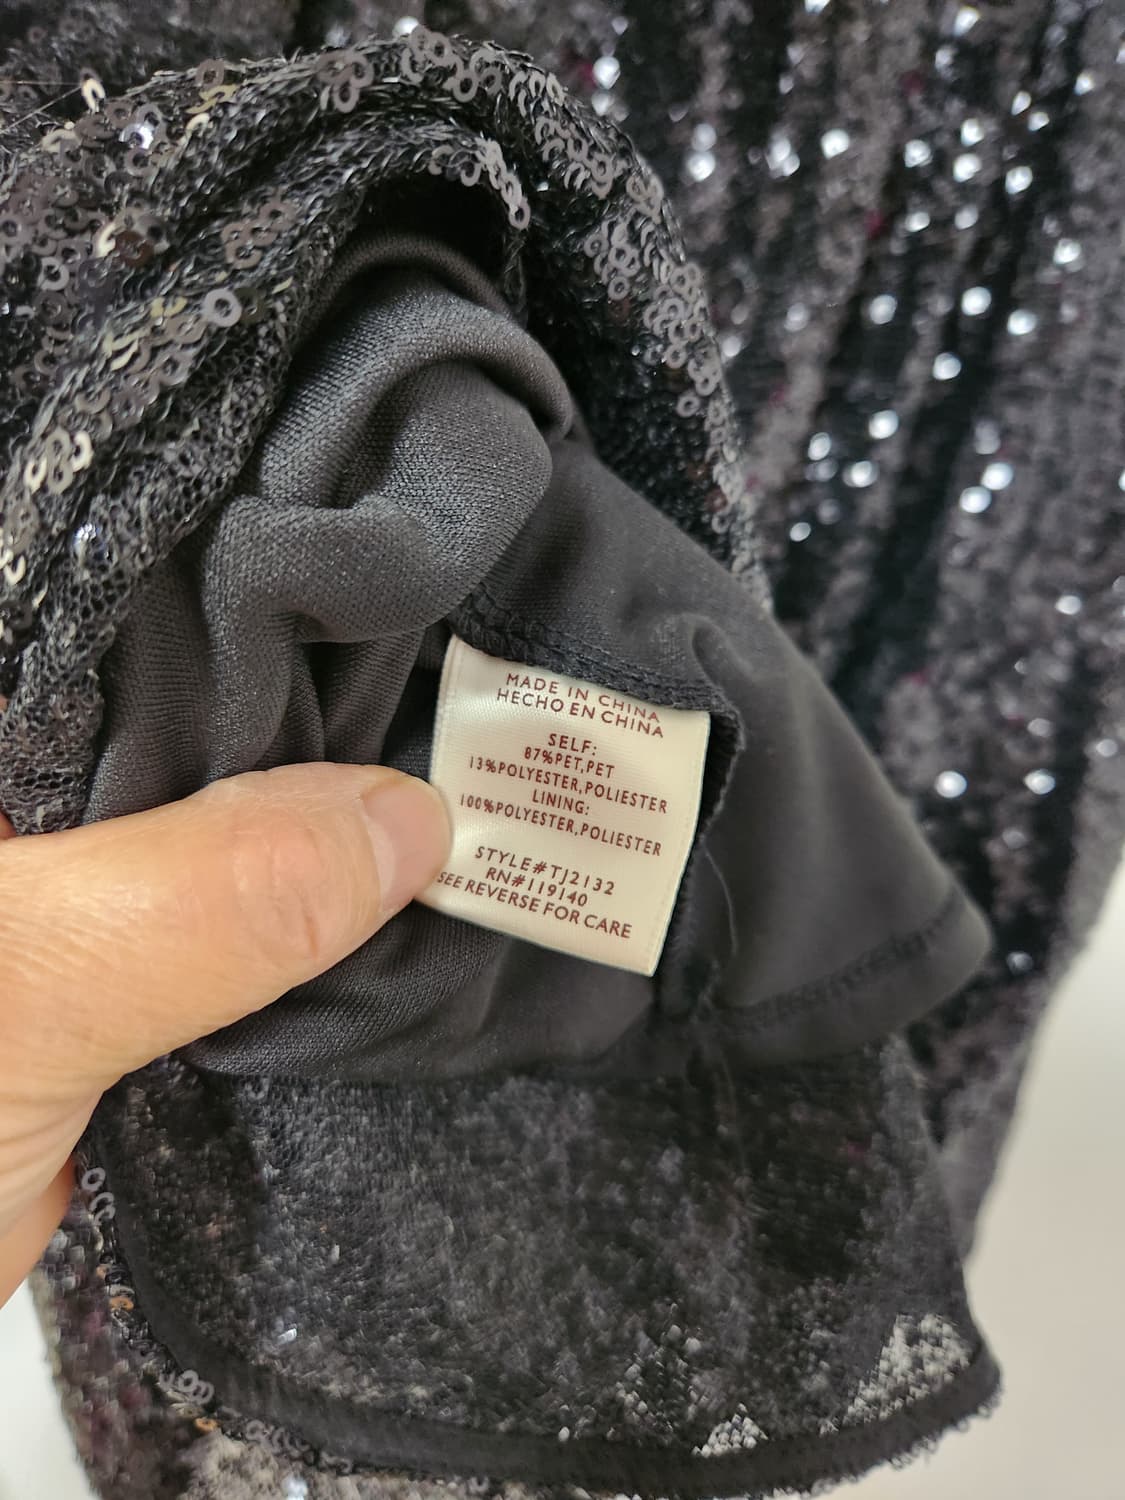 MADE IN CHINA
HECHO EN CHINA
SELF:
87%PET,PET
13%POLYESTER,POLIESTER
LINING:
100%POLYESTER,POLIESTER
STYLE#TJ2132
RN#119140
SEE REVERSE FOR CARE